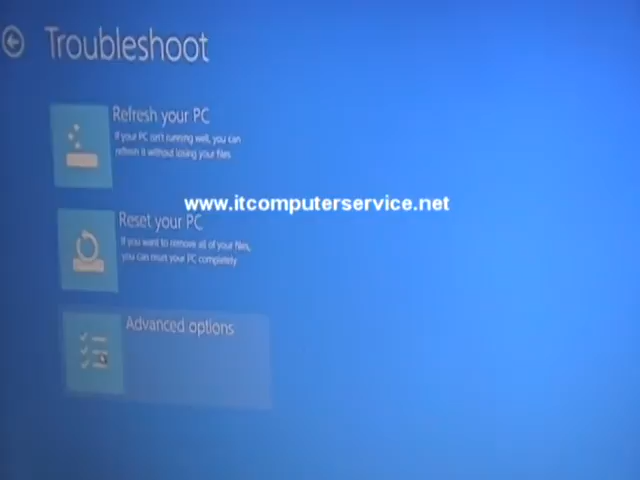 Troubleshoot
Refresh your PC
If your PC isn't running well, you can
refresh it without losing your files
www.itcomputerservice.net
Reset your PC
If you want to remove all of your files,
you can reset your PC completely
Advanced options